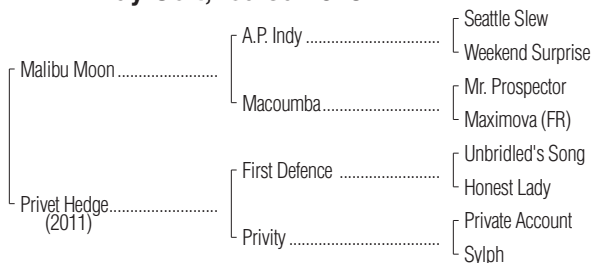 Seattle Slew
A.P. Indy
Weekend Surprise
Malibu Moon
Mr. Prospector
Macoumba
Maximova (FR)
Unbridled's Song
First Defence
Honest Lady
Privet Hedge
(2011)
Private Account
Privity
Sylph